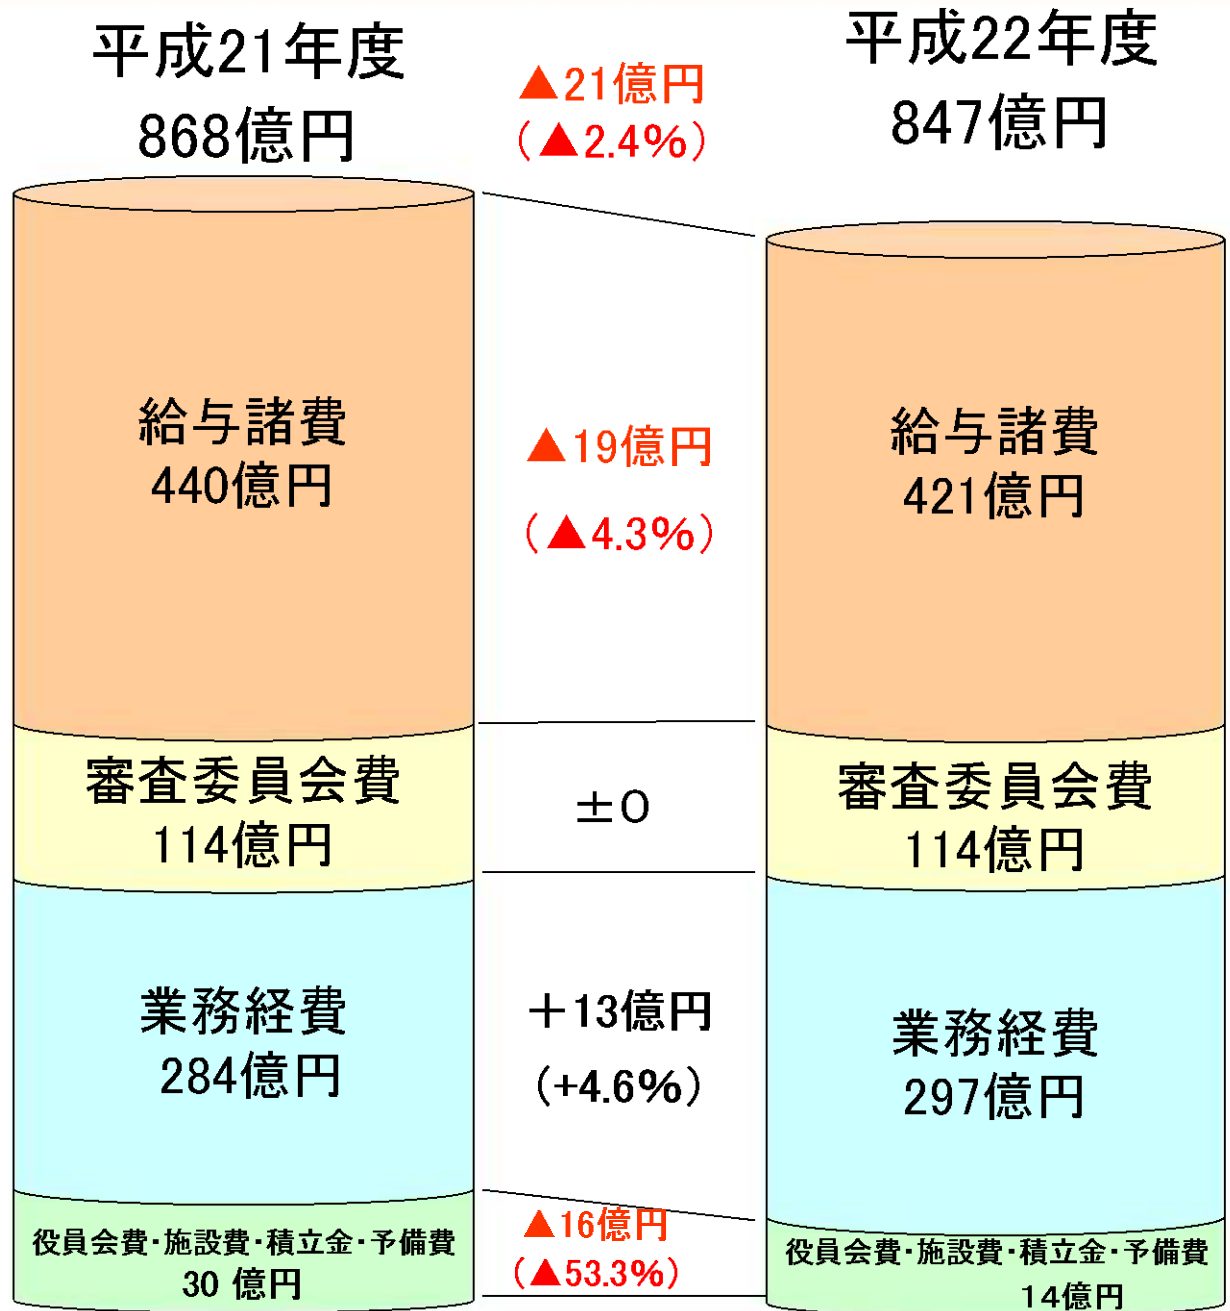 平成21年度
868億円
▲21億円
（▲2.4％）
平成22年度
847億円
給与諸費
440億円
▲19億円
（▲4.3％）
給与諸費
421億円
審査委員会費
114億円
±０
審査委員会費
114億円
業務経費
284億円
＋13億円
（+4.6％）
業務経費
297億円
役員会費・施設費・積立金・予備費
30 億円
▲16億円
（▲53.3％）
役員会費・施設費・積立金・予備費
14億円